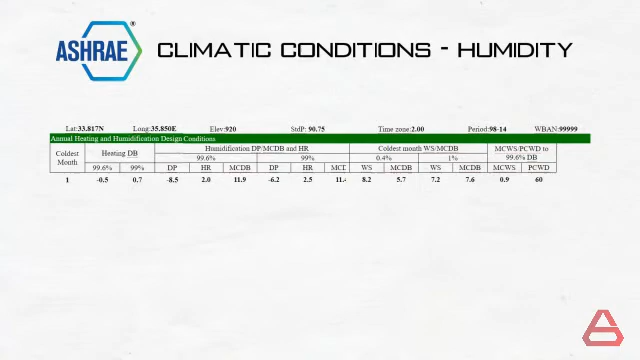 ASHRAE®
CLIMATIC CONDITIONS - HUMIDITY
Lat:33.817N Long:35.850E Elev:920 StdP: 90.75 Time zone:2.00 Period:98-14 WBAN:99999
Annual Heating and Humidification Design Conditions
Coldest Month Heating DB Humidification DP/MCDB and HR Coldest month WS/MCDB MCWS/PCWD to 99.6% DB
99.6% 99% 0.4% 1%
99.6% 99% DP HR MCDB DP HR MCD WS MCDB WS MCDB MCWS PCWD
1 -0.5 0.7 -8.5 2.0 11.9 -6.2 2.5 11. 8.2 5.7 7.2 7.6 0.9 60